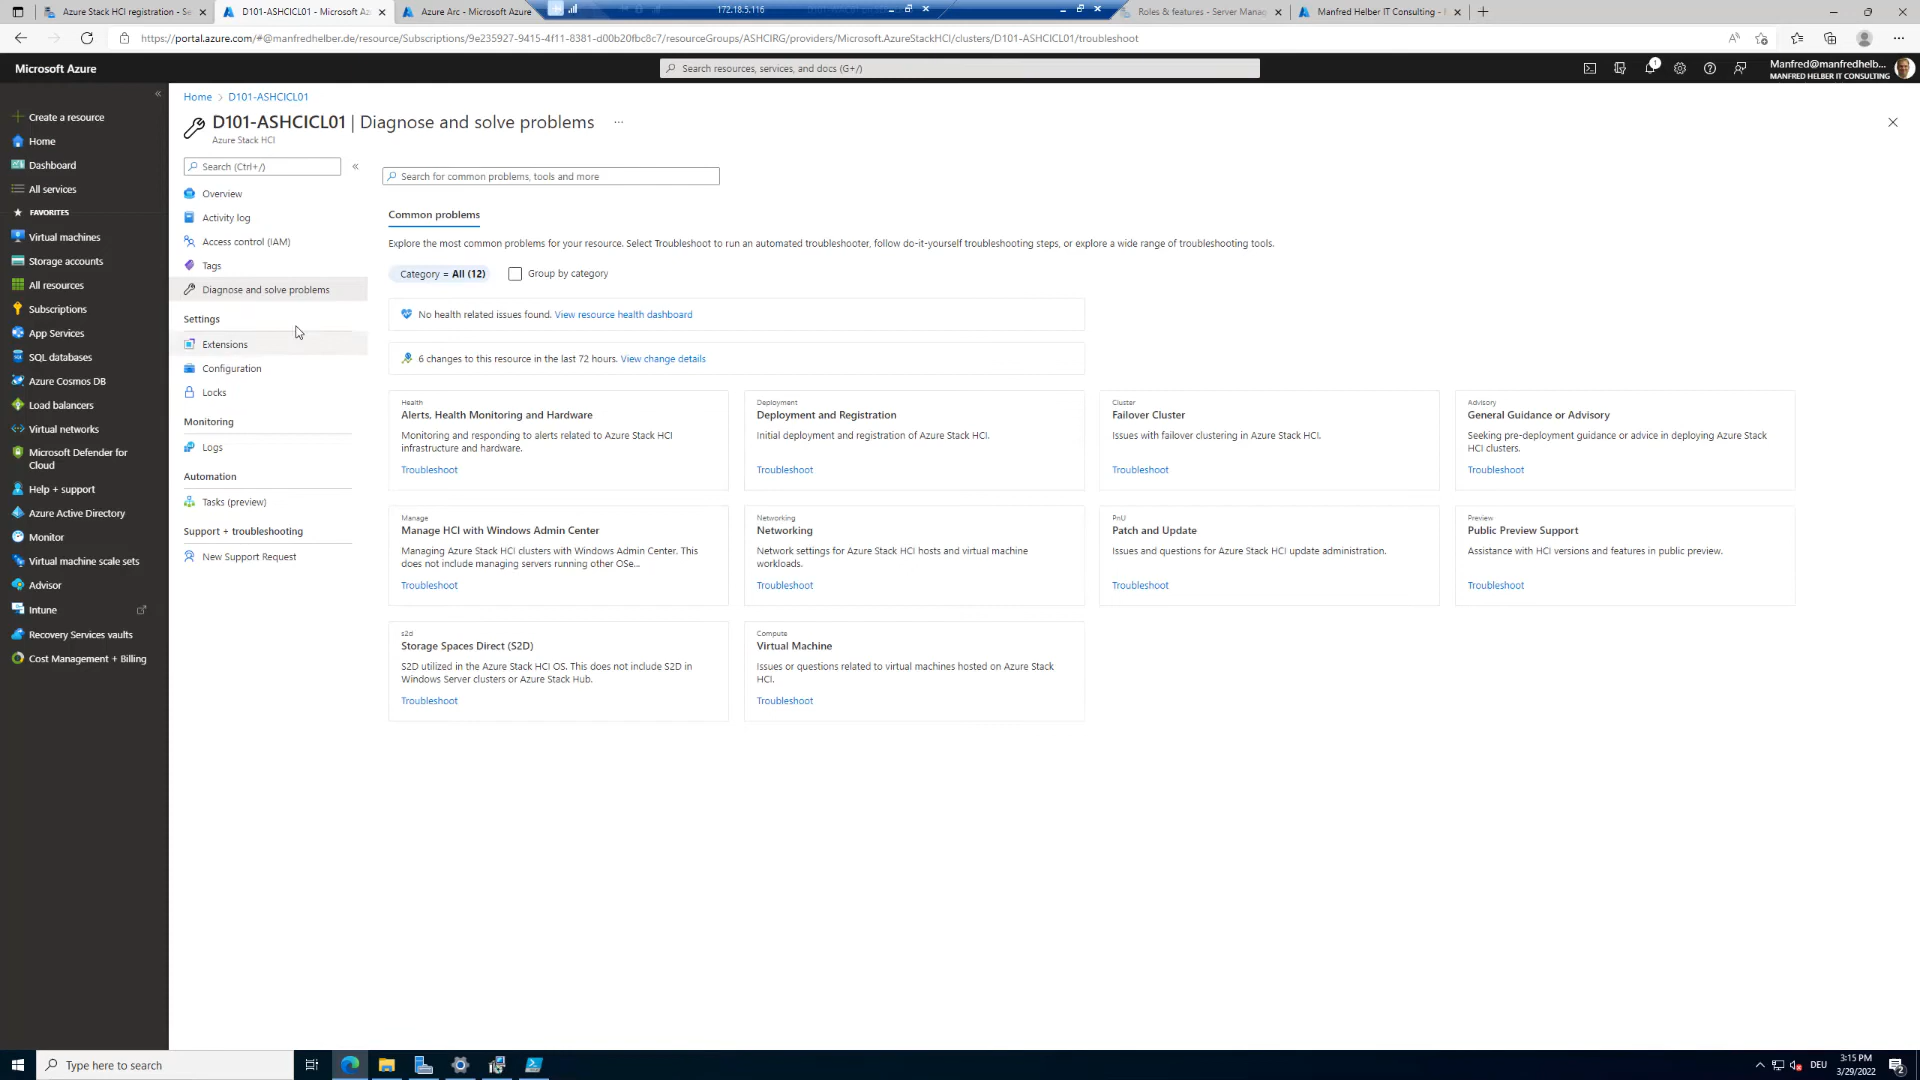 Azure Stack HCI registration - Se
D101-ASHCICL01 - Microsoft Az
Azure Arc - Microsoft Azure
172.18.5.116
Roles & features - Server Manag
Manfred Helber IT Consulting -
https://portal.azure.com/#@manfredhelber.de/resource/Subscriptions/9e235927-9415-4f11-8381-d00b20fbc8c7/resourceGroups/ASHCIRG/providers/Microsoft.AzureStackHCI/clusters/D101-ASHCICL01/troubleshoot
Microsoft Azure
Search resources, services, and docs (G+/)
1
Manfred@manfredhelb...
MANFRED HELBER IT CONSULTING
Create a resource
Home
Dashboard
All services
FAVORITES
Virtual machines
Storage accounts
All resources
Subscriptions
App Services
SQL databases
Azure Cosmos DB
Load balancers
Virtual networks
Microsoft Defender for
Cloud
Help + support
Azure Active Directory
Monitor
Virtual machine scale sets
Advisor
Intune
Recovery Services vaults
Cost Management + Billing
Home > D101-ASHCICL01
D101-ASHCICL01 | Diagnose and solve problems ...
Azure Stack HCI
Search (Ctrl+/)
Overview
Activity log
Access control (IAM)
Tags
Diagnose and solve problems
Settings
Extensions
Configuration
Locks
Monitoring
Logs
Automation
Tasks (preview)
Support + troubleshooting
New Support Request
Search for common problems, tools and more
Common problems
Explore the most common problems for your resource. Select Troubleshoot to run an automated troubleshooter, follow do-it-yourself troubleshooting steps, or explore a wide range of troubleshooting tools.
Category = All (12)
Group by category
No health related issues found. View resource health dashboard
6 changes to this resource in the last 72 hours. View change details
Health
Alerts, Health Monitoring and Hardware
Monitoring and responding to alerts related to Azure Stack HCI
infrastructure and hardware.
Troubleshoot
Deployment
Deployment and Registration
Initial deployment and registration of Azure Stack HCI.
Troubleshoot
Cluster
Failover Cluster
Issues with failover clustering in Azure Stack HCI.
Troubleshoot
Advisory
General Guidance or Advisory
Seeking pre-deployment guidance or advice in deploying Azure Stack
HCI clusters.
Troubleshoot
Manage
Manage HCI with Windows Admin Center
Managing Azure Stack HCI clusters with Windows Admin Center. This
does not include managing servers running other OSe...
Troubleshoot
Networking
Networking
Network settings for Azure Stack HCI hosts and virtual machine
workloads.
Troubleshoot
PnU
Patch and Update
Issues and questions for Azure Stack HCI update administration.
Troubleshoot
Preview
Public Preview Support
Assistance with HCI versions and features in public preview.
Troubleshoot
s2d
Storage Spaces Direct (S2D)
S2D utilized in the Azure Stack HCI OS. This does not include S2D in
Windows Server clusters or Azure Stack Hub.
Troubleshoot
Compute
Virtual Machine
Issues or questions related to virtual machines hosted on Azure Stack
HCI.
Troubleshoot
Type here to search
DEU
3:15 PM
3/29/2022
2